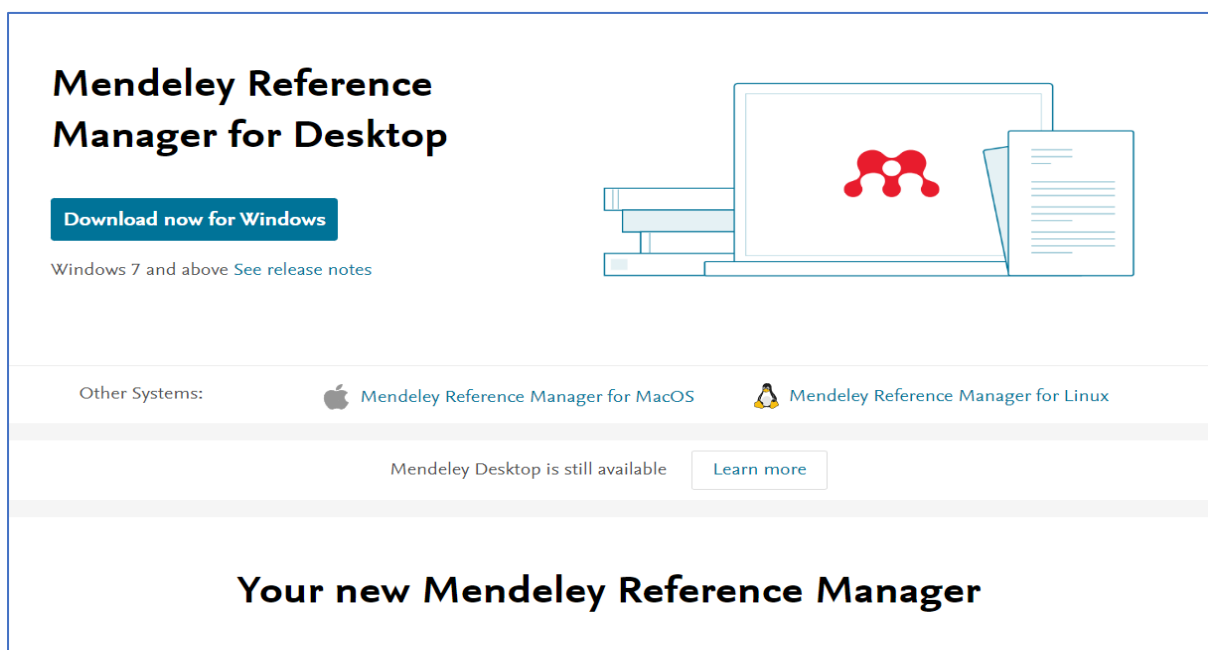 Mendeley Reference
Manager for Desktop
Download now for Windows
Windows 7 and above See release notes
Other Systems: Mendeley Reference Manager for MacOS Mendeley Reference Manager for Linux
Mendeley Desktop is still available Learn more
Your new Mendeley Reference Manager